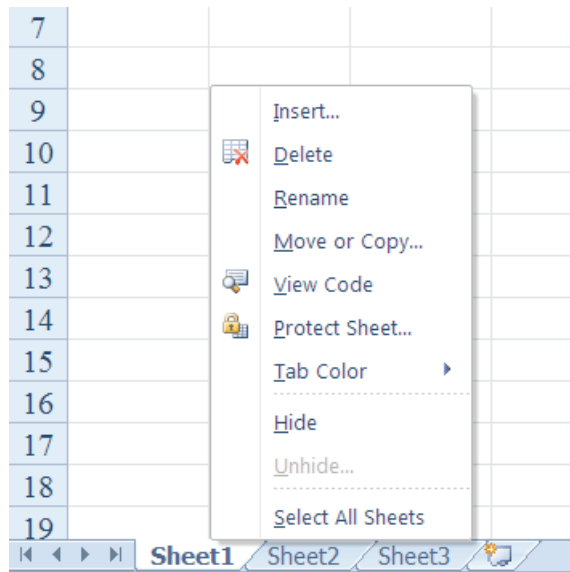 7
8
9
Insert...
10
Delete
11
Rename
12
Move or Copy...
13
View Code
14
Protect Sheet...
15
Tab Color
16
Hide
17
Unhide...
18
Select All Sheets
19
Sheet1 Sheet2 Sheet3